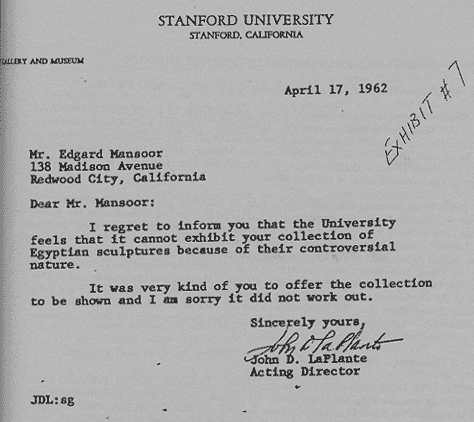 STANFORD UNIVERSITY
STANFORD, CALIFORNIA
GALLERY AND MUSEUM
April 17, 1962
EXHIBIT # 7
Mr. Edgard Mansoor
138 Madison Avenue
Redwood City, California
Dear Mr. Mansoor:
I regret to inform you that the University
feels that it cannot exhibit your collection of
Egyptian sculptures because of their controversial
nature.
It was very kind of you to offer the collection
to be shown and I am sorry it did not work out.
Sincerely yours,
John D LaPlante
John D. LaPlante
Acting Director
JDL:sg